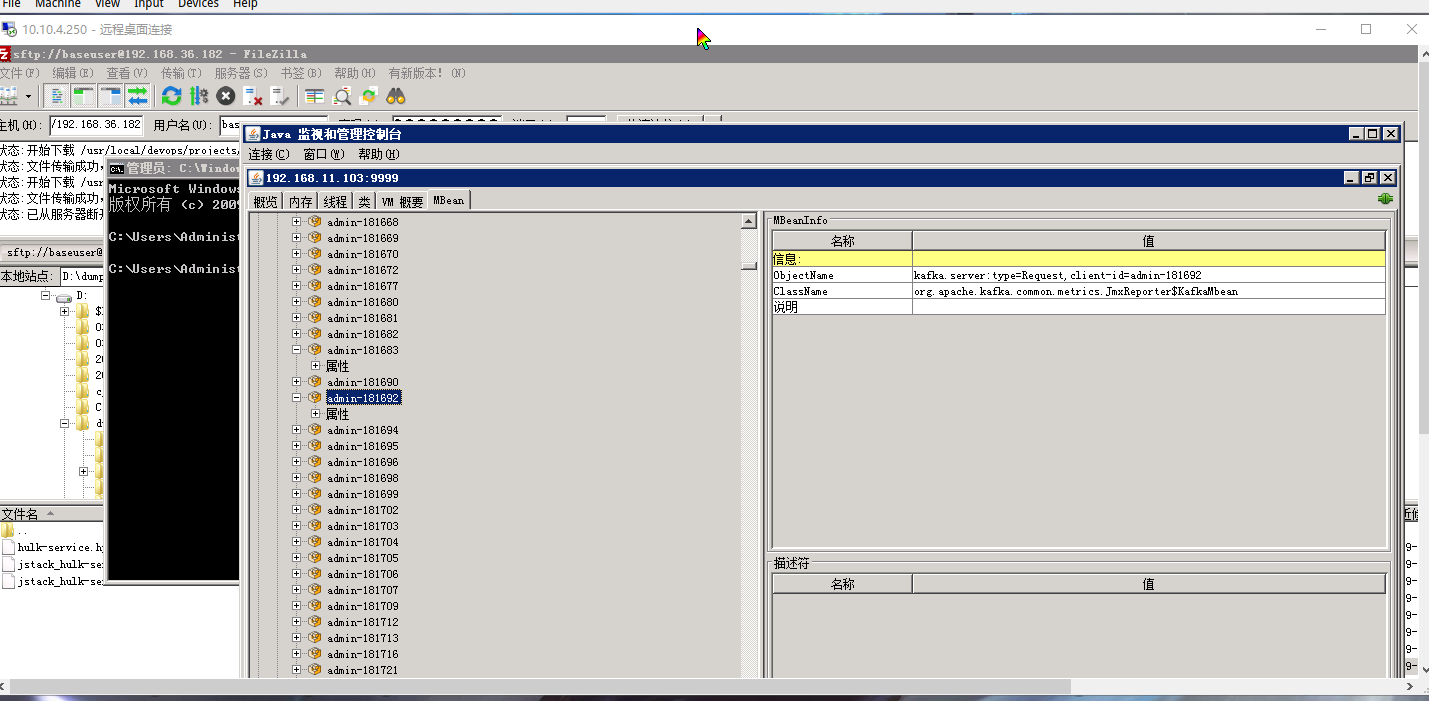 File Machine View Input Devices Help
10.10.4.250 - 远程桌面连接
sftp://baseuser@192.168.36.182 - FileZilla
文件(F) 编辑(E) 查看(V) 传输(T) 服务器(S) 书签(B) 帮助(H) 有新版本! (N)
主机(H): /192.168.36.182 用户名(U): bas
状态:开始下载 /usr/local/devops/projects/
状态:文件传输成功,
状态:开始下载 /usr
状态:文件传输成功,
状态:已从服务器断开
sftp://baseuser@
本地站点: D:\dump
D:
文件名
..
hulk-service.h
jstack_hulk-se
jstack_hulk-se
管理员: C:\Window
Microsoft Windows
版权所有 (c) 2009
C:\Users\Administ
C:\Users\Administ
Java 监视和管理控制台
连接(C) 窗口(W) 帮助(H)
192.168.11.103:9999
概览 内存 线程 类 VM 概要 MBean
admin-181668
admin-181669
admin-181670
admin-181672
admin-181677
admin-181680
admin-181681
admin-181682
admin-181683
属性
admin-181690
admin-181692
属性
admin-181694
admin-181695
admin-181696
admin-181698
admin-181699
admin-181702
admin-181703
admin-181704
admin-181705
admin-181706
admin-181707
admin-181709
admin-181712
admin-181713
admin-181716
admin-181721
MBeanInfo
名称 值
信息:
ObjectName kafka.server:type=Request,client-id=admin-181692
ClassName org.apache.kafka.common.metrics.JmxReporter$KafkaMbean
说明
描述符
名称 值